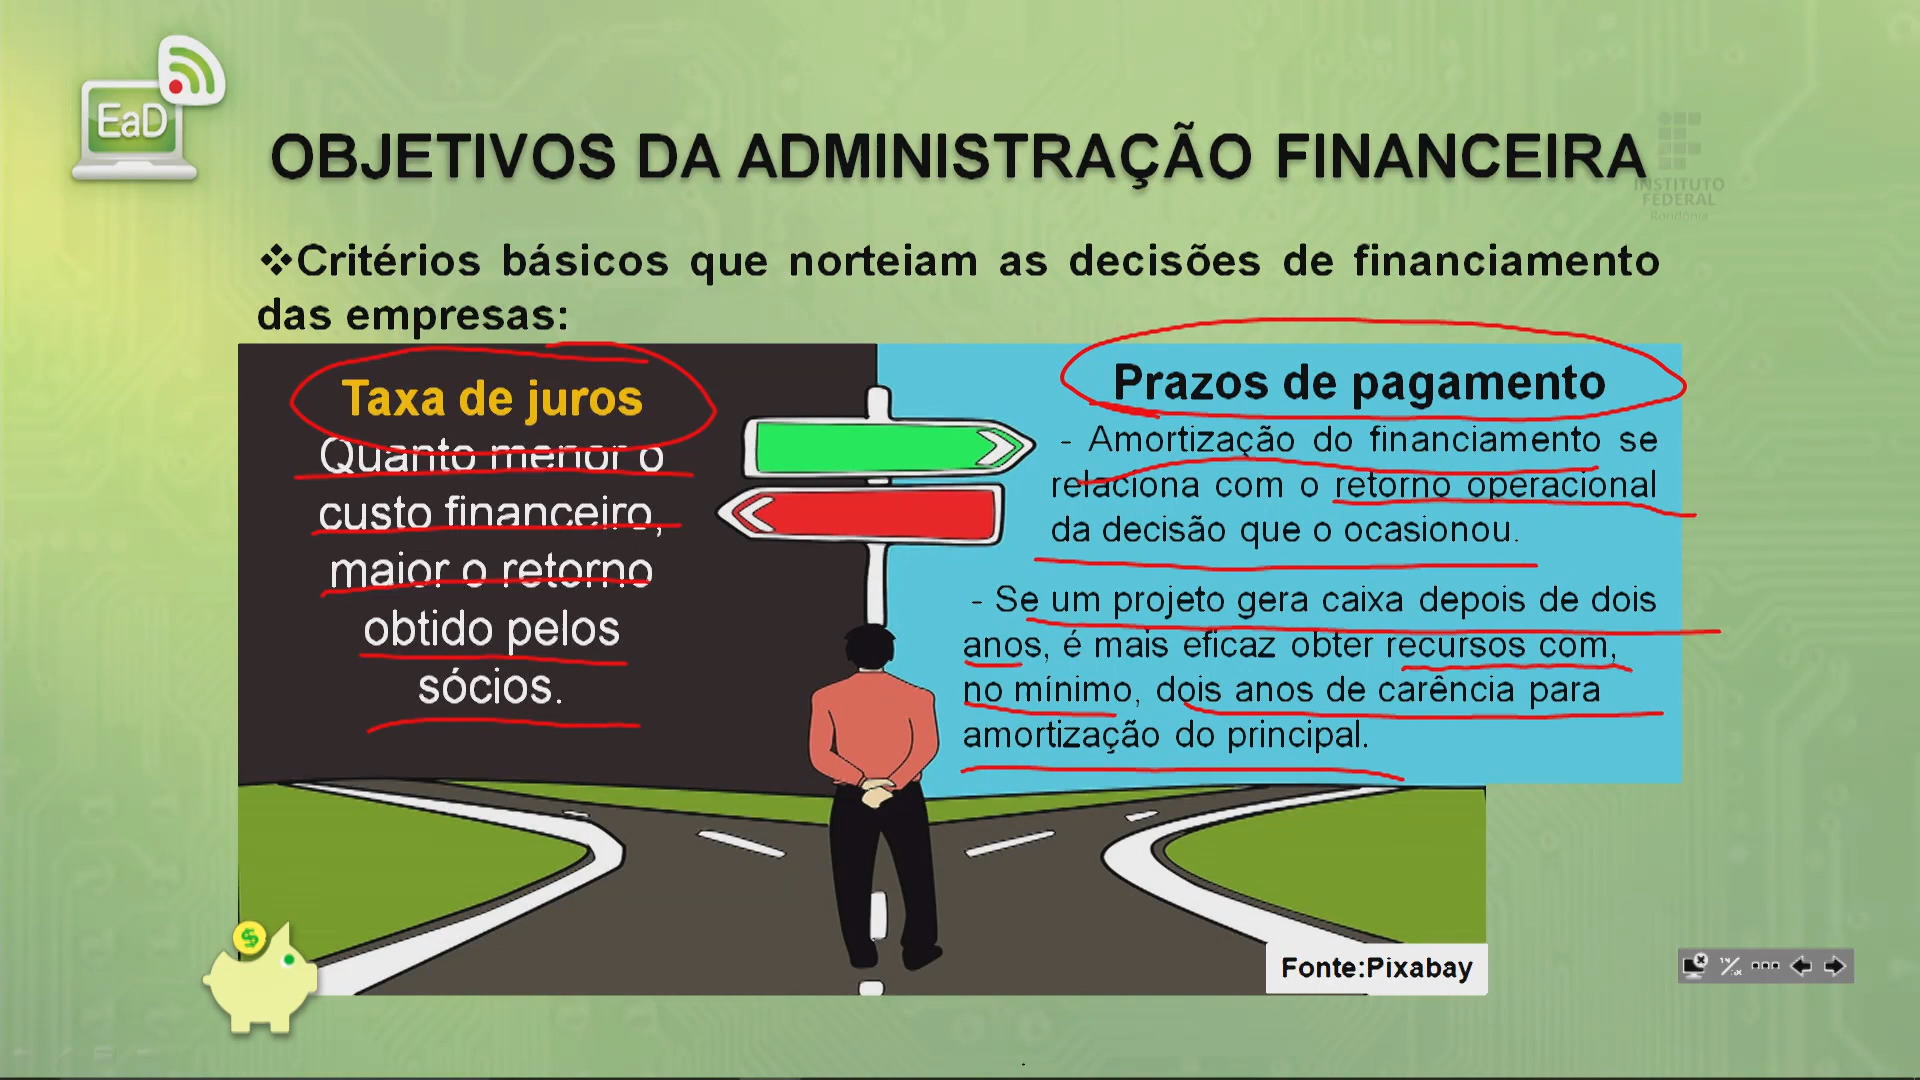 EaD
OBJETIVOS DA ADMINISTRAÇÃO FINANCEIRA
INSTITUTO
FEDERAL
Rondônia
❖Critérios básicos que norteiam as decisões de financiamento
das empresas:
Taxa de juros
Quanto menor o
custo financeiro,
maior o retorno
obtido pelos
sócios.
Prazos de pagamento
- Amortização do financiamento se
relaciona com o retorno operacional
da decisão que o ocasionou.
- Se um projeto gera caixa depois de dois
anos, é mais eficaz obter recursos com,
no mínimo, dois anos de carência para
amortização do principal.
$
Fonte:Pixabay